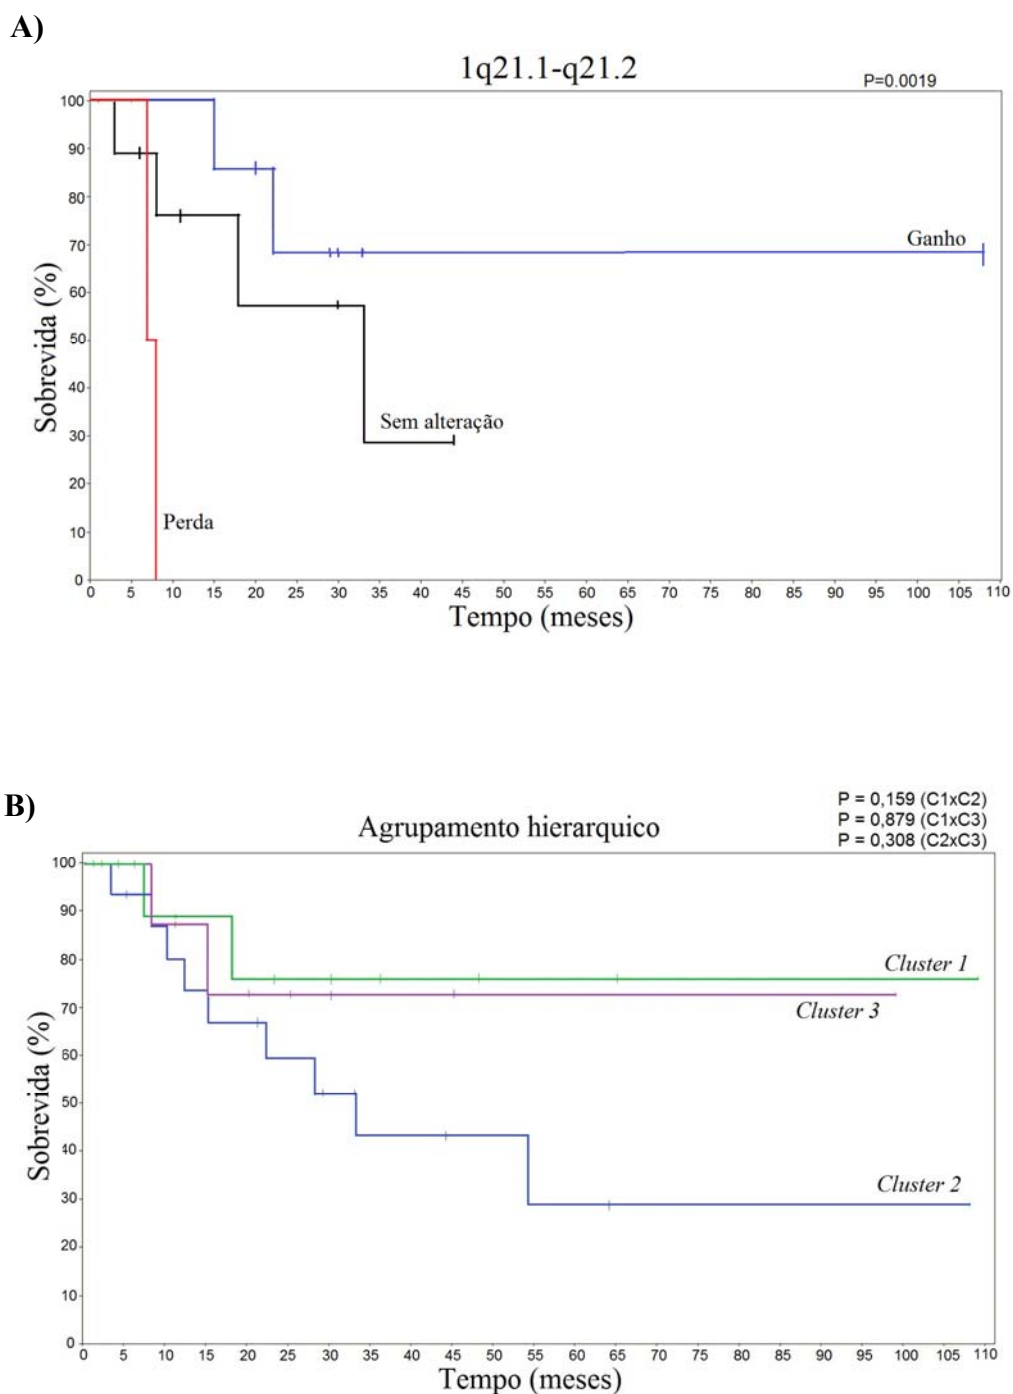 A)
1q21.1-q21.2
P=0.0019
100
90
80
70
60
50
40
30
20
10
0
Sobrevida (%)
Ganho
Sem alteração
Perda
0 5 10 15 20 25 30 35 40 45 50 55 60 65 70 75 80 85 90 95 100 105 110
Tempo (meses)
B)
Agrupamento hierarquico
P = 0,159 (C1xC2)
P = 0,879 (C1xC3)
P = 0,308 (C2xC3)
100
90
80
70
60
50
40
30
20
10
0
Sobrevida (%)
Cluster 1
Cluster 3
Cluster 2
0 5 10 15 20 25 30 35 40 45 50 55 60 65 70 75 80 85 90 95 100 105 110
Tempo (meses)